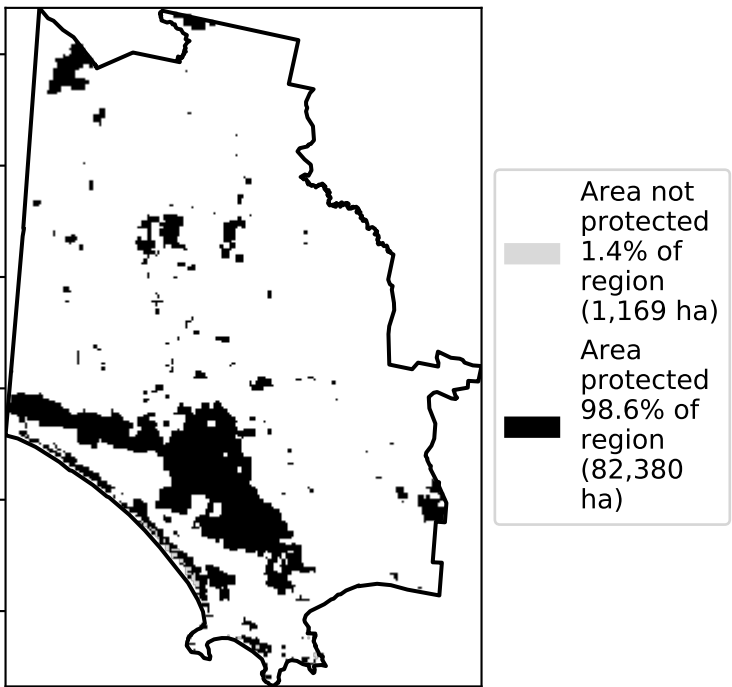 Area not
protected
1.4% of
region
(1,169 ha)
Area
protected
98.6% of
region
(82,380
ha)